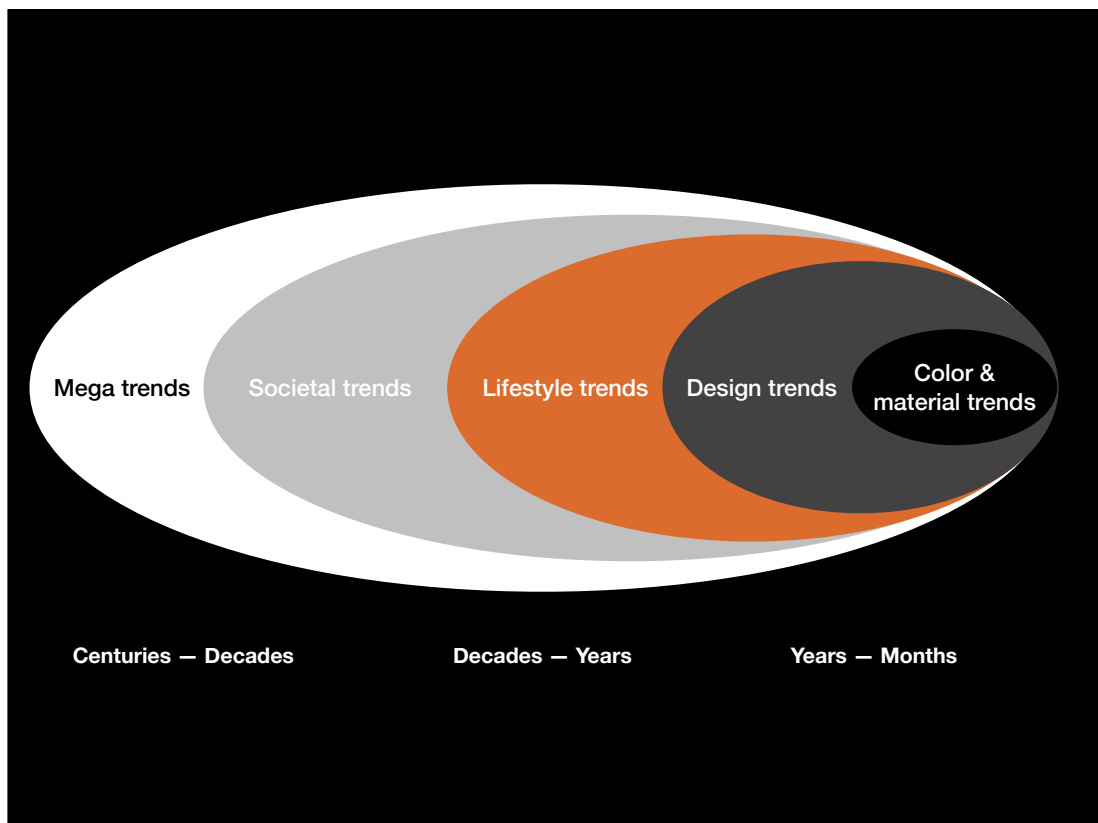 Mega trends
Societal trends
Lifestyle trends
Design trends
Color &
material trends
Centuries — Decades
Decades — Years
Years — Months